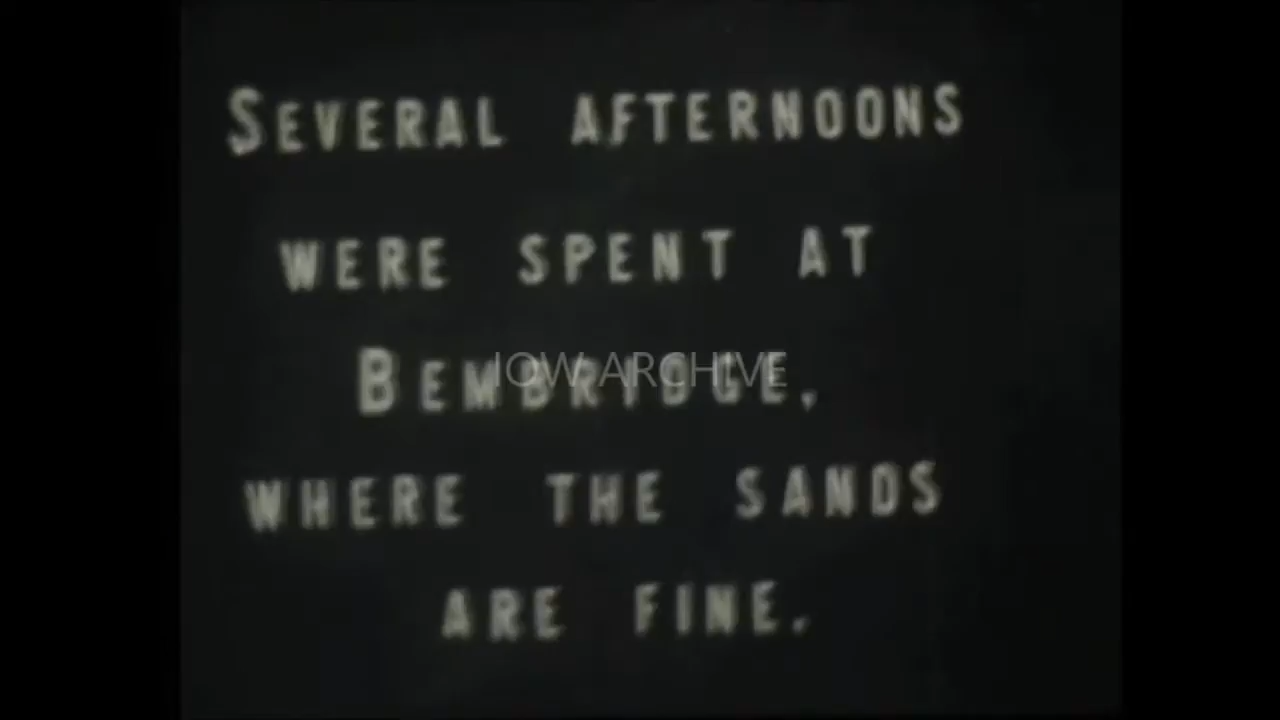 SEVERAL AFTERNOONS
WERE SPENT AT
BEMBRIDGE,
IOW ARCHIVE
WHERE THE SANDS
ARE FINE.